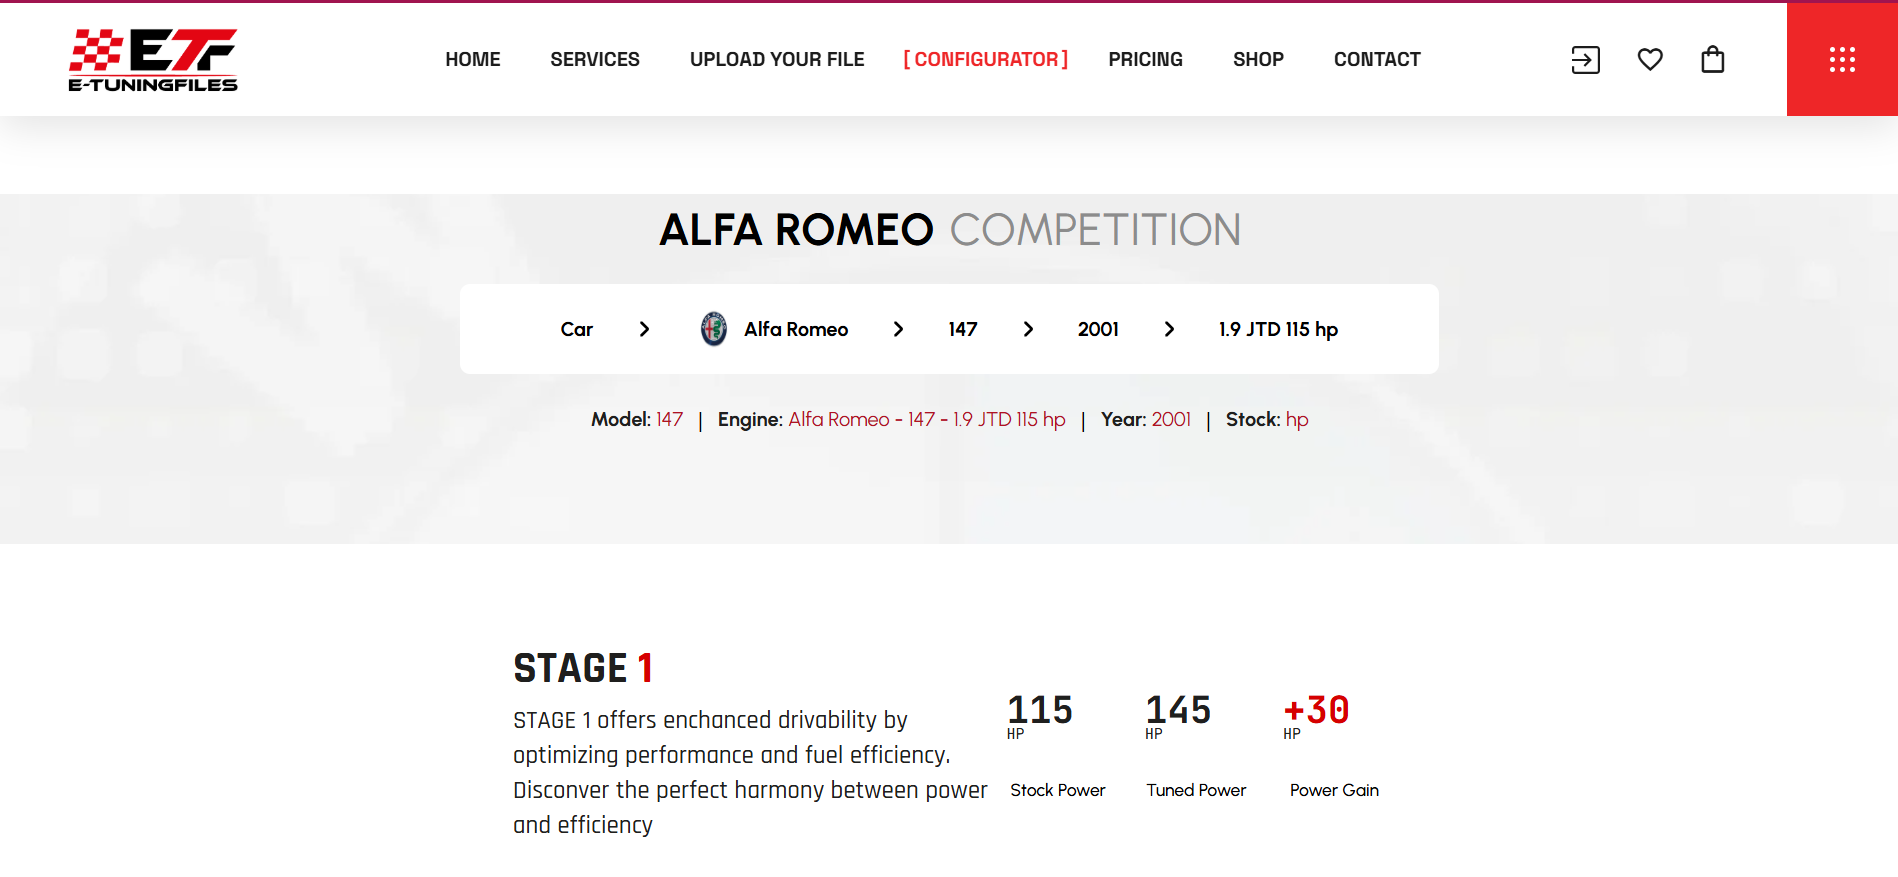 ETF
E-TUNINGFILES
HOME SERVICES UPLOAD YOUR FILE [ CONFIGURATOR ] PRICING SHOP CONTACT
ALFA ROMEO COMPETITION
Car > Alfa Romeo > 147 > 2001 > 1.9 JTD 115 hp
Model: 147 | Engine: Alfa Romeo - 147 - 1.9 JTD 115 hp | Year: 2001 | Stock: hp
STAGE 1
STAGE 1 offers enchanced drivability by
optimizing performance and fuel efficiency.
Disconver the perfect harmony between power
and efficiency
115 145 +30
HP HP HP
Stock Power Tuned Power Power Gain